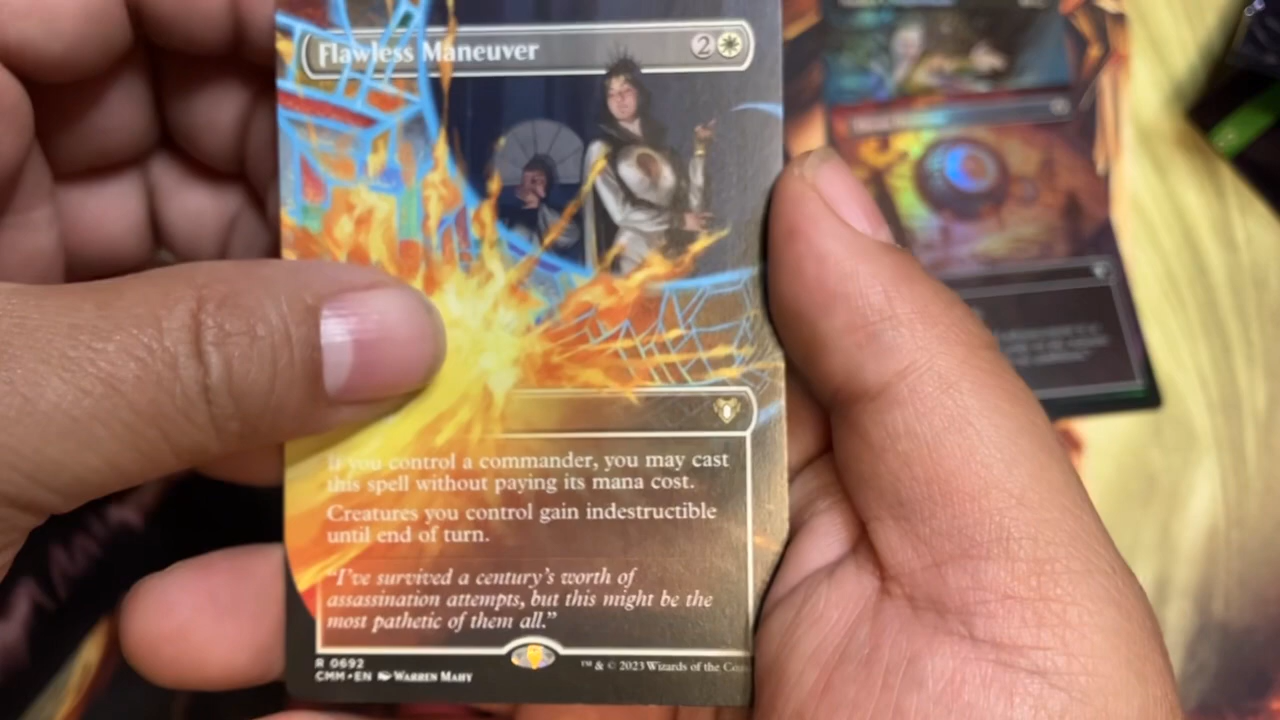 Flawless Maneuver 2
If you control a commander, you may cast
this spell without paying its mana cost.
Creatures you control gain indestructible
until end of turn.
"I've survived a century's worth of
assassination attempts, but this might be the
most pathetic of them all."
R 0692
™ & © 2023 Wizards of the
CMM•EN Warren Mahy